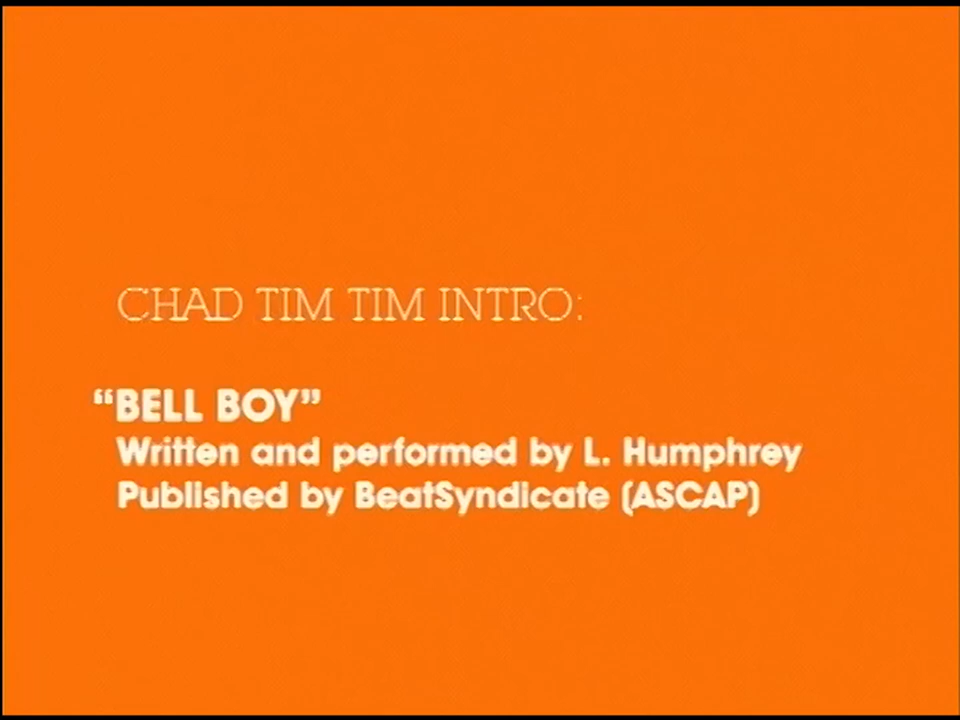 CHAD TIM TIM INTRO:
“BELL BOY”
Written and performed by L. Humphrey
Published by BeatSyndicate (ASCAP)